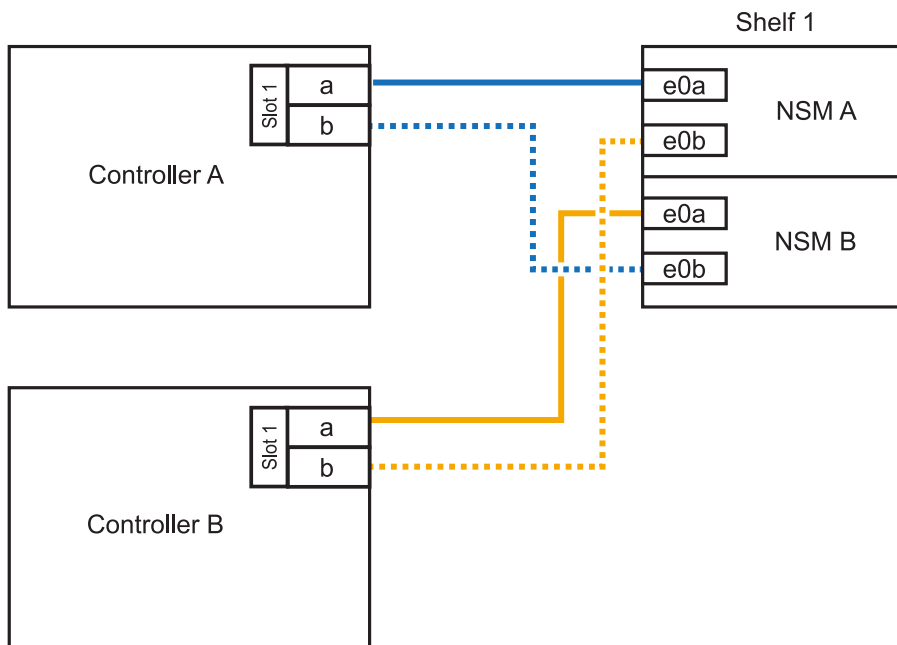 Shelf 1
Slot 1
a
b
Controller A
e0a
NSM A
e0b
e0a
NSM B
e0b
Slot 1
a
b
Controller B